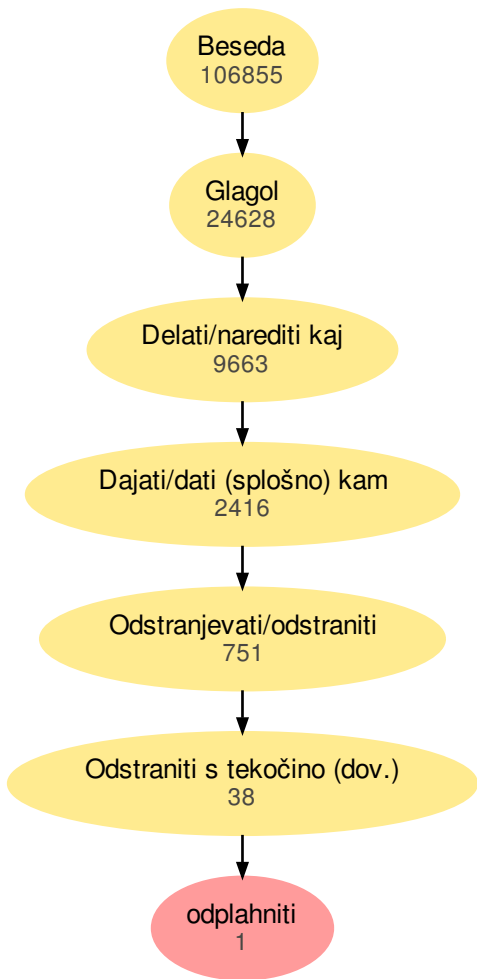 Beseda
106855
Glagol
24628
Delati/narediti kaj
9663
Dajati/dati (splošno) kam
2416
Odstranjevati/odstraniti
751
Odstraniti s tekočino (dov.)
38
odplahniti
1